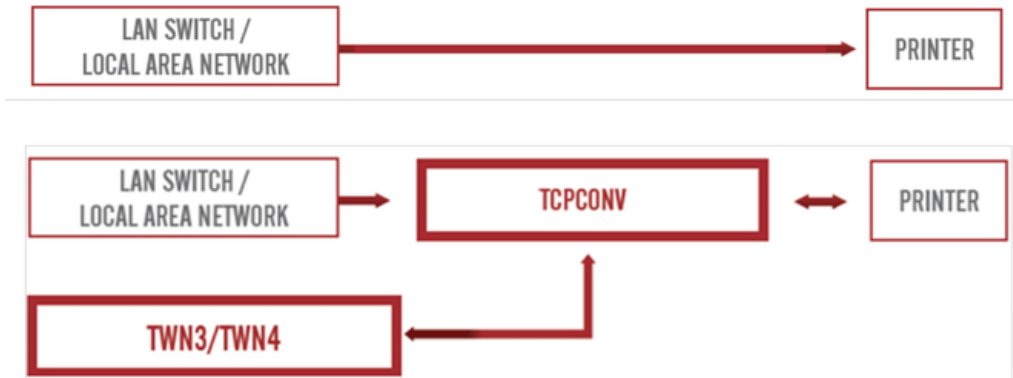 LAN SWITCH /
LOCAL AREA NETWORK
PRINTER
LAN SWITCH /
LOCAL AREA NETWORK
TCPCONV
PRINTER
TWN3/TWN4